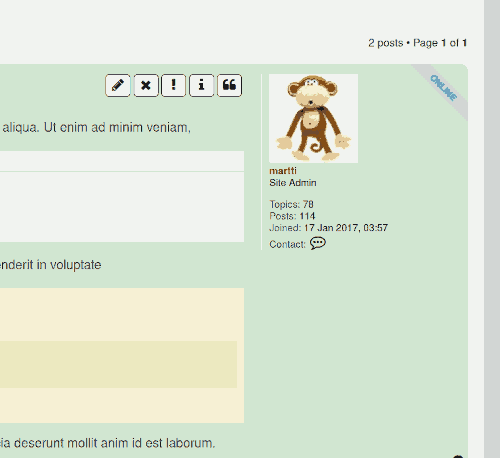 2 posts • Page 1 of 1
ONLINE
aliqua. Ut enim ad minim veniam,
martti
Site Admin
Topics: 78
Posts: 114
Joined: 17 Jan 2017, 03:57
Contact:
enderit in voluptate
cia deserunt mollit anim id est laborum.